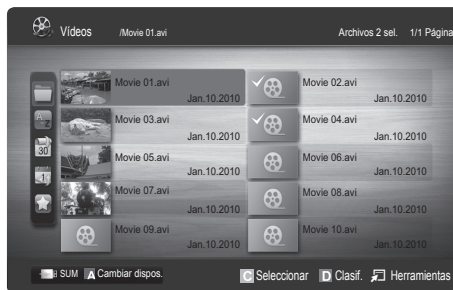 Vídeos /Movie 01.avi Archivos 2 sel. 1/1 Página
Movie 01.avi Movie 02.avi
Jan.10.2010 Jan.10.2010
Movie 03.avi Movie 04.avi
Jan.10.2010 Jan.10.2010
Movie 05.avi Movie 06.avi
Jan.10.2010 Jan.10.2010
Movie 07.avi Movie 08.avi
Jan.10.2010 Jan.10.2010
Movie 09.avi Movie 10.avi
Jan.10.2010 Jan.10.2010
A
30
1
SUM A Cambiar dispos. C Seleccionar D Clasif. Herramientas